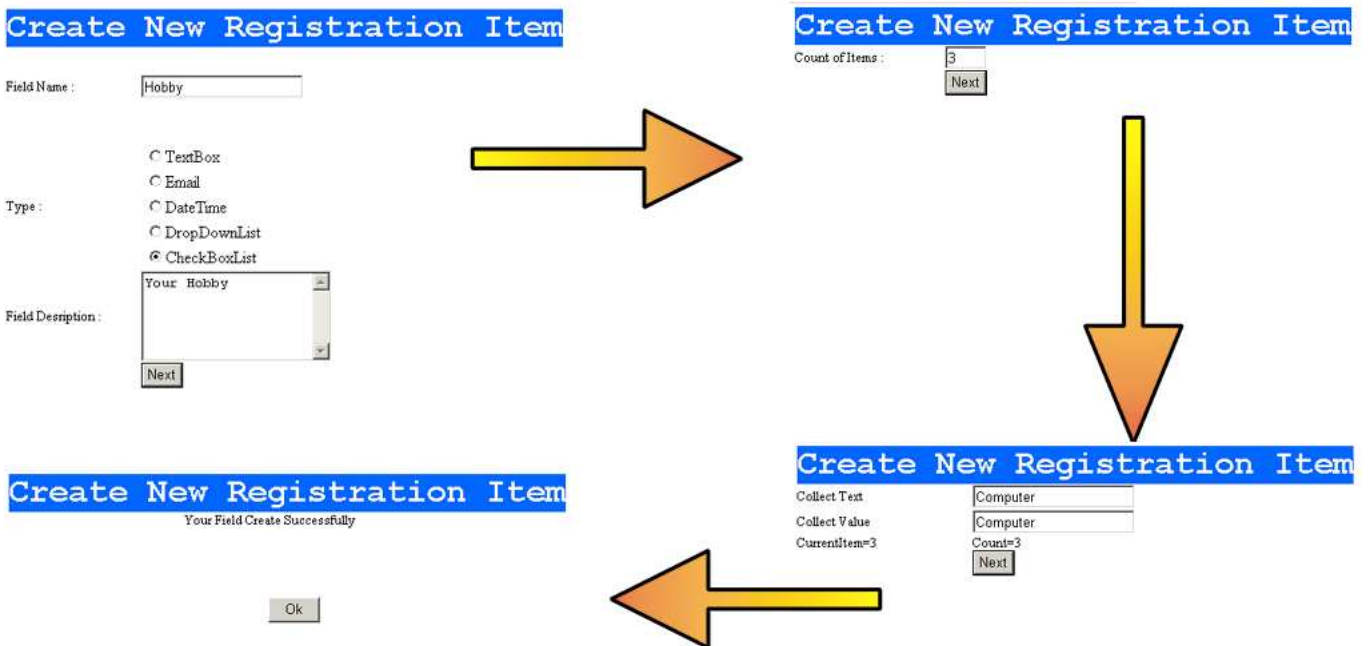 Create New Registration Item
Field Name :
Hobby
Type :
TextBox
Email
DateTime
DropDownList
CheckBoxList
Field Desription :
Your Hobby
Next
Create New Registration Item
Count of Items :
3
Next
Create New Registration Item
Collect Text
Computer
Collect Value
Computer
CurrentItem=3
Count=3
Next
Create New Registration Item
Your Field Create Successfully
Ok